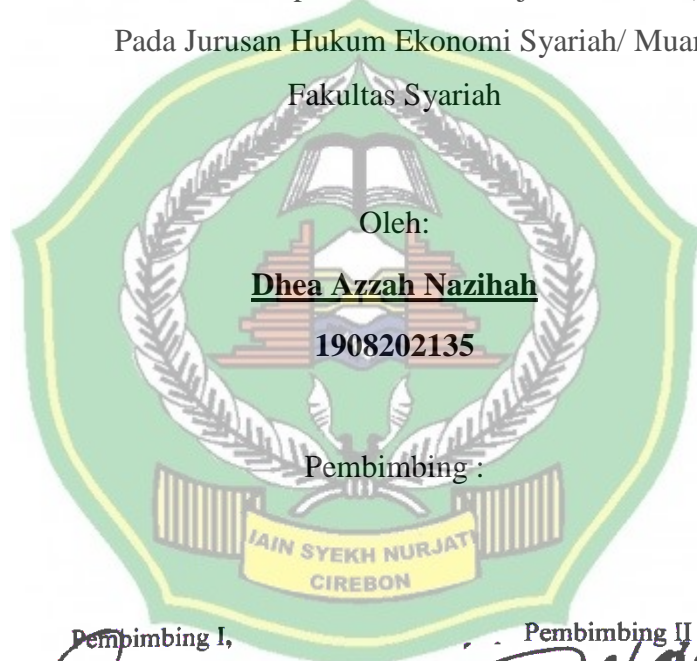 Pada Jurusan Hukum Ekonomi Syariah/
Fakultas Syariah
Oleh:
Dhea Azzah Nazihah
1908202135
Pembimbing :
IAIN SYEKH NURJATI
CIREBON
Pembimbing I, Pembimbing II